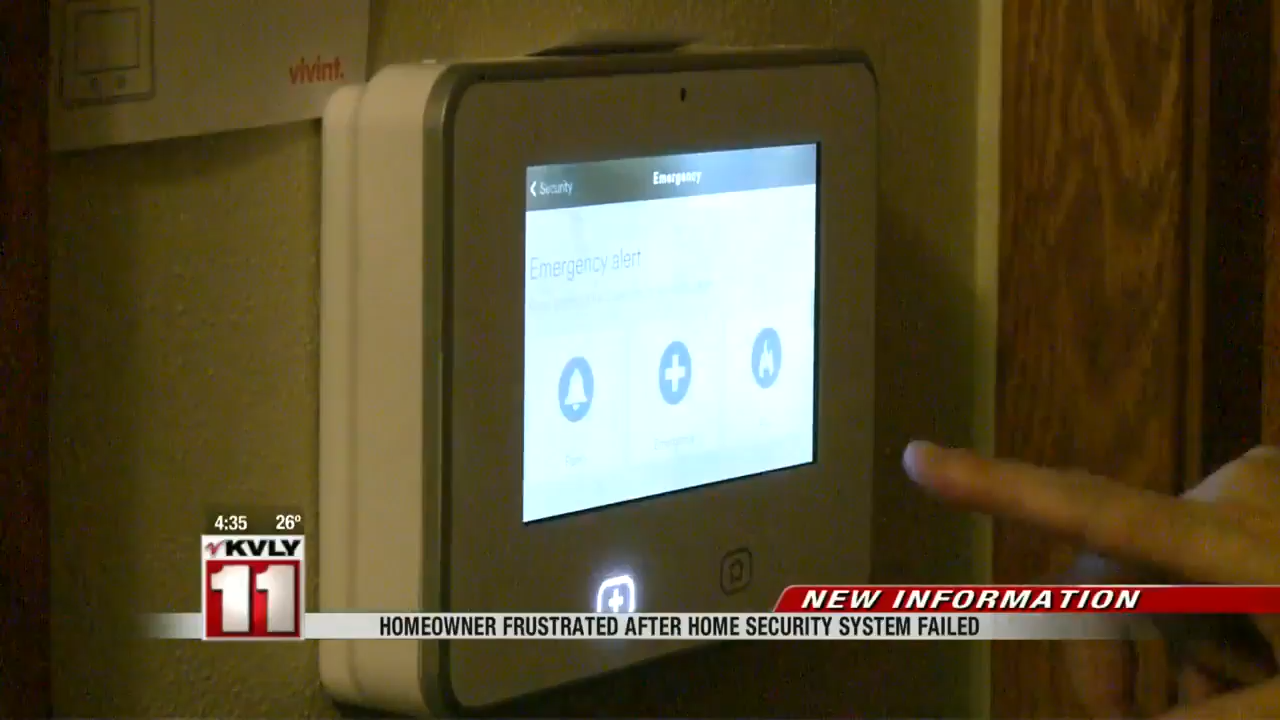 vivint.
< Security
Emergency
Emergency alert
4:35 26°
KVLY
11
NEW INFORMATION
HOMEOWNER FRUSTRATED AFTER HOME SECURITY SYSTEM FAILED